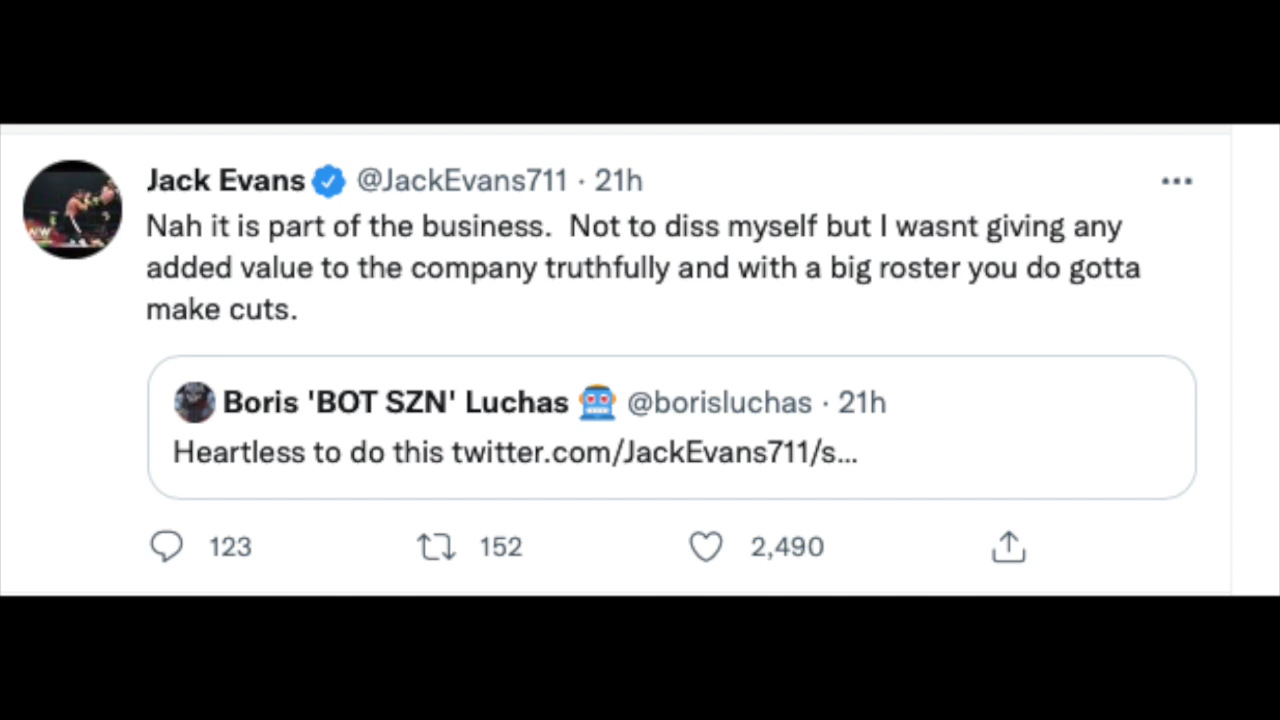 Jack Evans @JackEvans711 · 21h
Nah it is part of the business.  Not to diss myself but I wasnt giving any
added value to the company truthfully and with a big roster you do gotta
make cuts.
Boris 'BOT SZN' Luchas 🤖 @borisluchas · 21h
Heartless to do this twitter.com/JackEvans711/s...
123 152 2,490